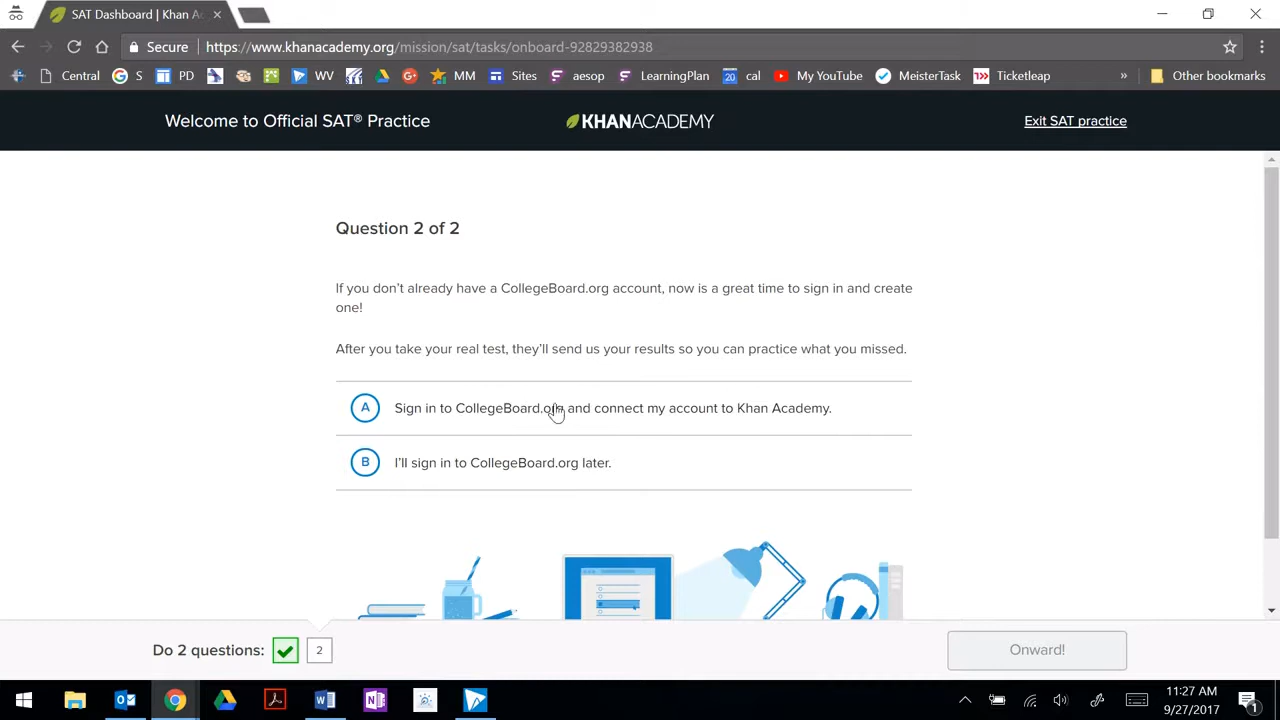 SAT Dashboard | Khan Ac
Secure https://www.khanacademy.org/mission/sat/tasks/onboard-92829382938
Central S PD WV MM Sites aesop LearningPlan cal My YouTube MeisterTask Ticketleap » Other bookmarks
Welcome to Official SAT® Practice KHANACADEMY Exit SAT practice
Question 2 of 2
If you don't already have a CollegeBoard.org account, now is a great time to sign in and create
one!
After you take your real test, they'll send us your results so you can practice what you missed.
A Sign in to CollegeBoard.org and connect my account to Khan Academy.
B I'll sign in to CollegeBoard.org later.
Do 2 questions: 2 Onward!
11:27 AM
9/27/2017
1